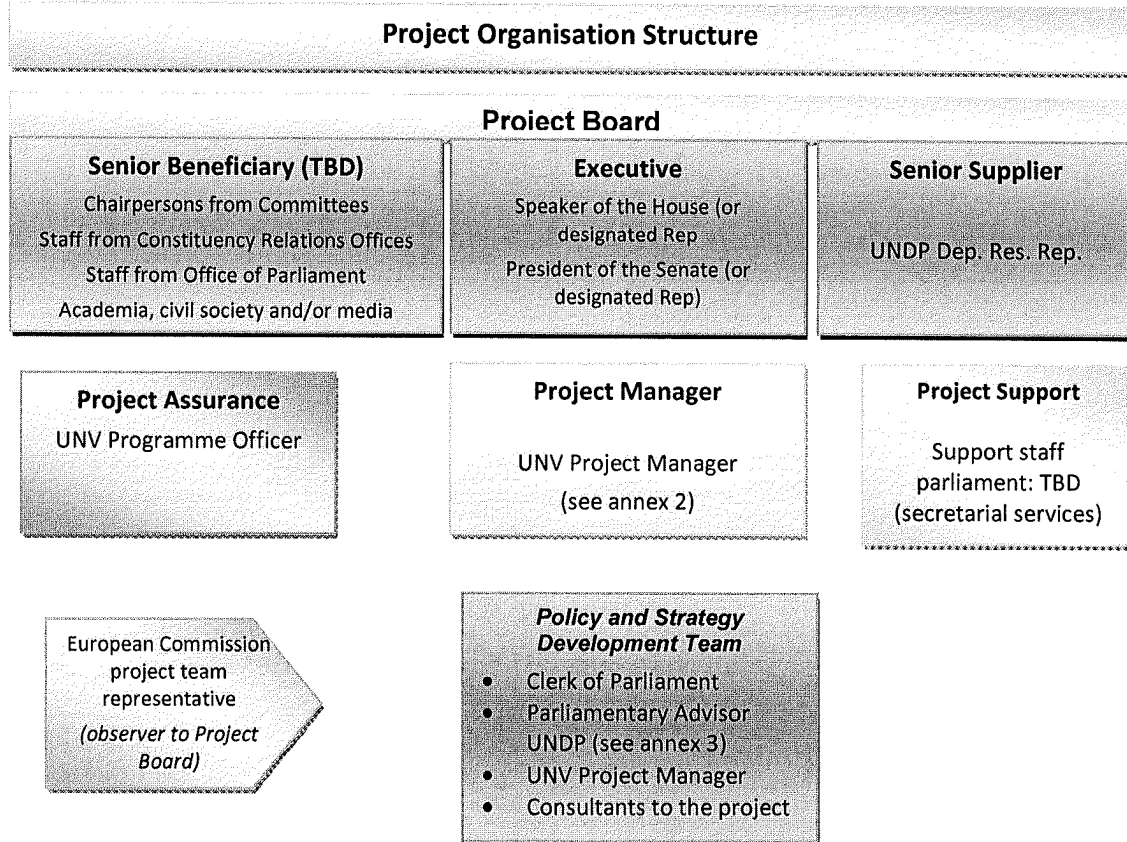 Project Organisation Structure
Project Board
Senior Beneficiary (TBD)
Chairpersons from Committees
Staff from Constituency Relations Offices
Staff from Office of Parliament
Academia, civil society and/or media
Executive
Speaker of the House (or
designated Rep
President of the Senate (or
designated Rep)
Senior Supplier
UNDP Dep. Res. Rep.
Project Assurance
UNV Programme Officer
Project Manager
UNV Project Manager
(see annex 2)
Project Support
Support staff
parliament: TBD
(secretarial services)
European Commission
project team
representative
(observer to Project
Board)
Policy and Strategy
Development Team
• Clerk of Parliament
• Parliamentary Advisor
UNDP (see annex 3)
• UNV Project Manager
• Consultants to the project